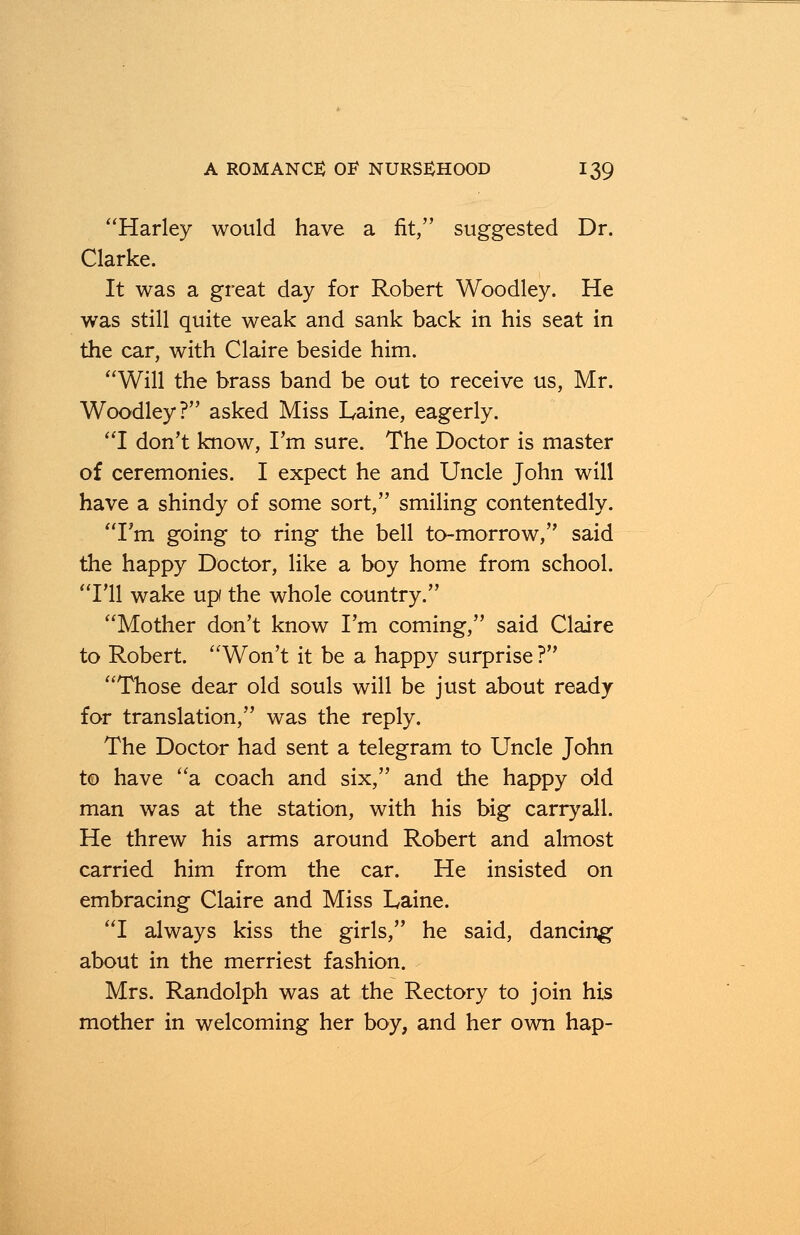 A ROMANCE OF NURSEHOOD 139
“Harley would have a fit,” suggested Dr.
Clarke.
It was a great day for Robert Woodley. He
was still quite weak and sank back in his seat in
the car, with Claire beside him.
“Will the brass band be out to receive us, Mr.
Woodley?” asked Miss Laine, eagerly.
“I don’t know, I’m sure. The Doctor is master
of ceremonies. I expect he and Uncle John will
have a shindy of some sort,” smiling contentedly.
“I’m going to ring the bell to-morrow,” said
the happy Doctor, like a boy home from school.
“I’ll wake up the whole country.”
“Mother don’t know I’m coming,” said Claire
to Robert. “Won’t it be a happy surprise?”
“Those dear old souls will be just about ready
for translation,” was the reply.
The Doctor had sent a telegram to Uncle John
to have “a coach and six,” and the happy old
man was at the station, with his big carryall.
He threw his arms around Robert and almost
carried him from the car. He insisted on
embracing Claire and Miss Laine.
“I always kiss the girls,” he said, dancing
about in the merriest fashion.
Mrs. Randolph was at the Rectory to join his
mother in welcoming her boy, and her own hap-